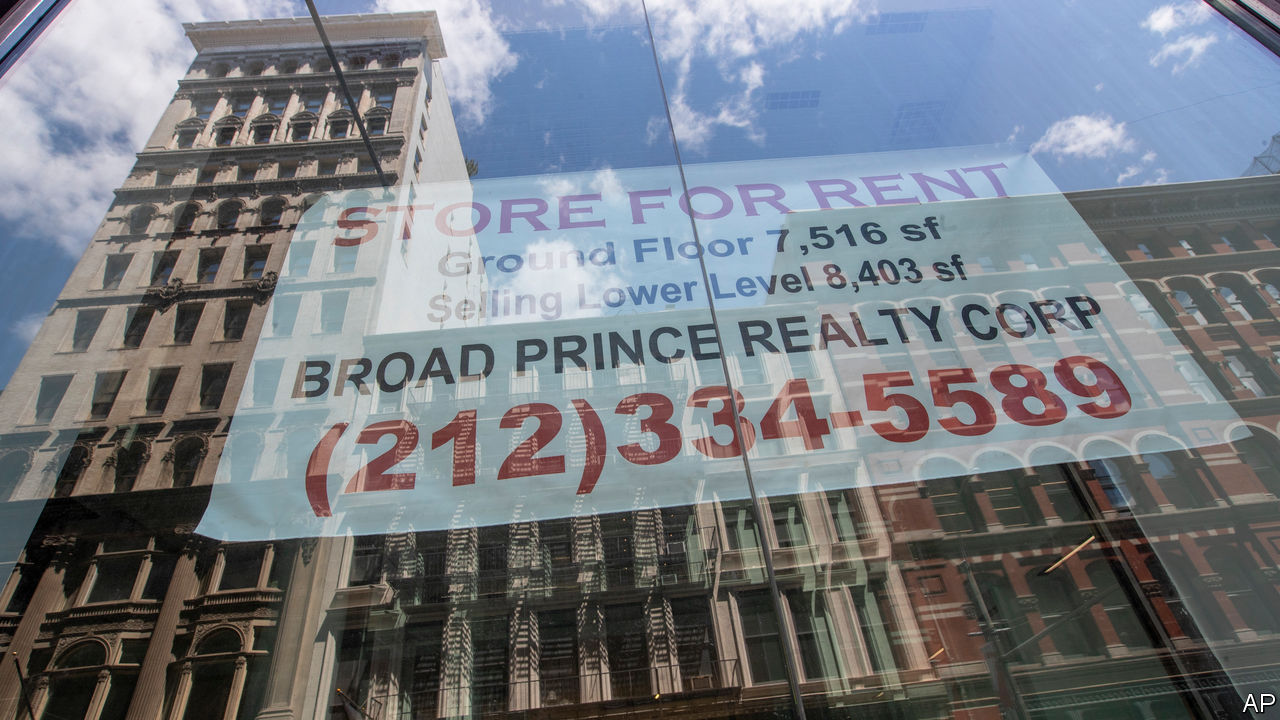 STORE FOR RENT
Ground Floor 7,516 sf
Selling Lower Level 8,403 sf
BROAD PRINCE REALTY CORP
(212)334-5589
AP